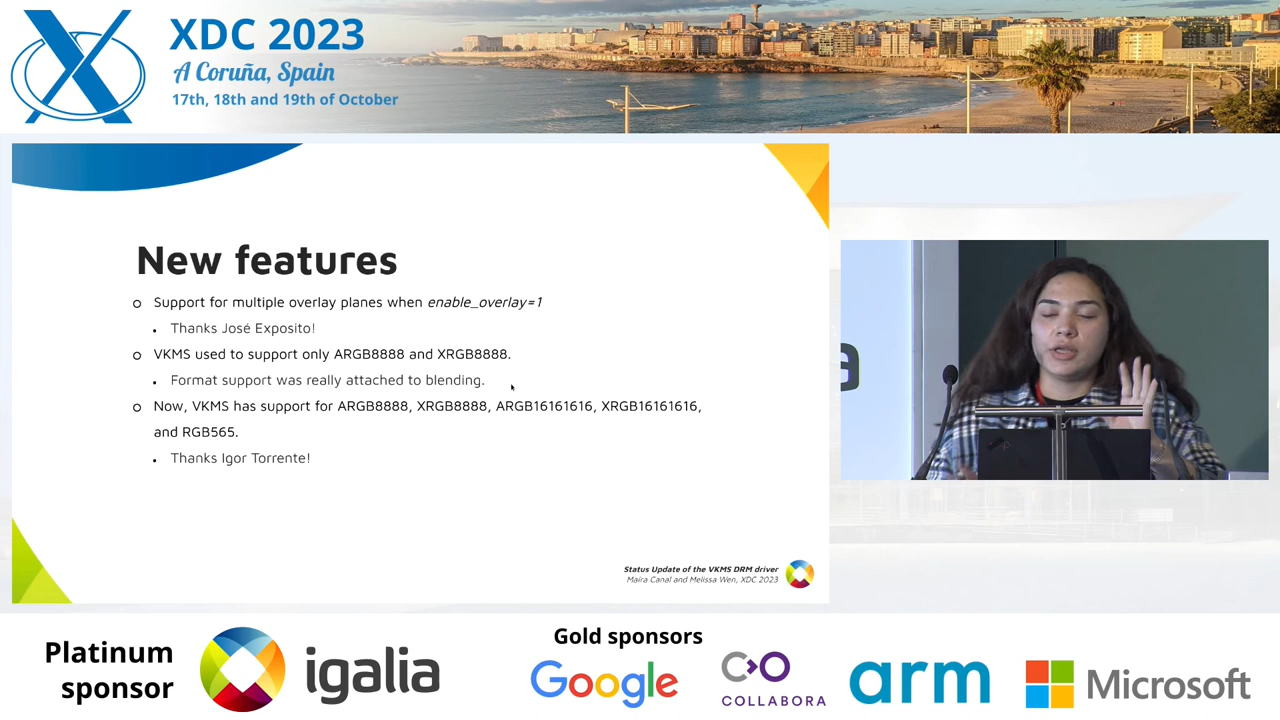 XDC 2023
A Coruña, Spain
17th, 18th and 19th of October
New features
Support for multiple overlay planes when enable_overlay=1
Thanks José Exposito!
VKMS used to support only ARGB8888 and XRGB8888.
Format support was really attached to blending.
Now, VKMS has support for ARGB8888, XRGB8888, ARGB16161616, XRGB16161616,
and RGB565.
Thanks Igor Torrente!
Status Update of the VKMS DRM driver
Maíra Canal and Melissa Wen, XDC 2023
a
Platinum
sponsor
igalia
Gold sponsors
Google
COLLABORA
arm
Microsoft